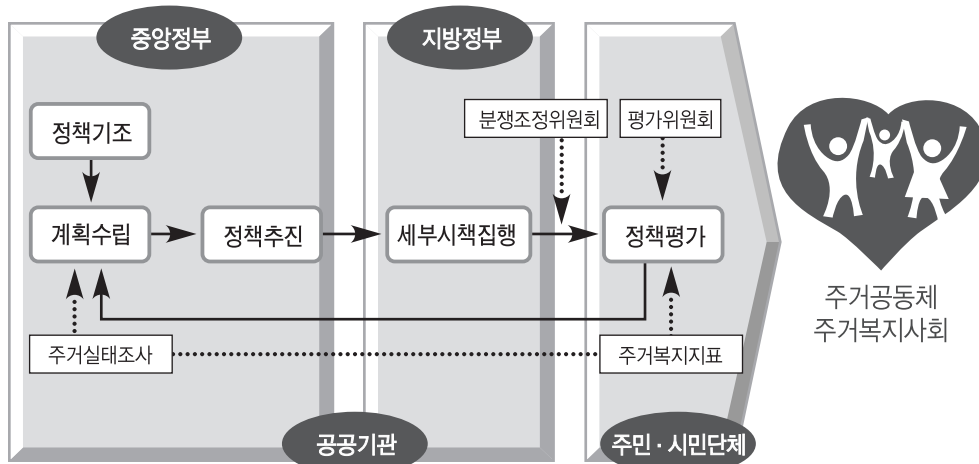 중앙정부
지방정부
정책기조
분쟁조정위원회
평가위원회
계획수립
정책추진
세부시책집행
정책평가
주거실태조사
주거복지지표
주거공동체
주거복지사회
공공기관
주민 · 시민단체